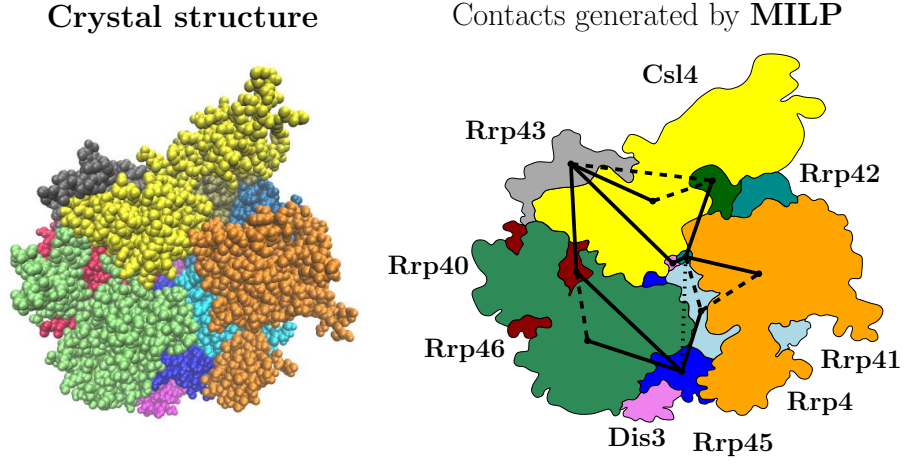 Crystal structure
Contacts generated by MILP
Csl4
Rrp43
Rrp42
Rrp40
Rrp46
Rrp41
Rrp4
Dis3
Rrp45